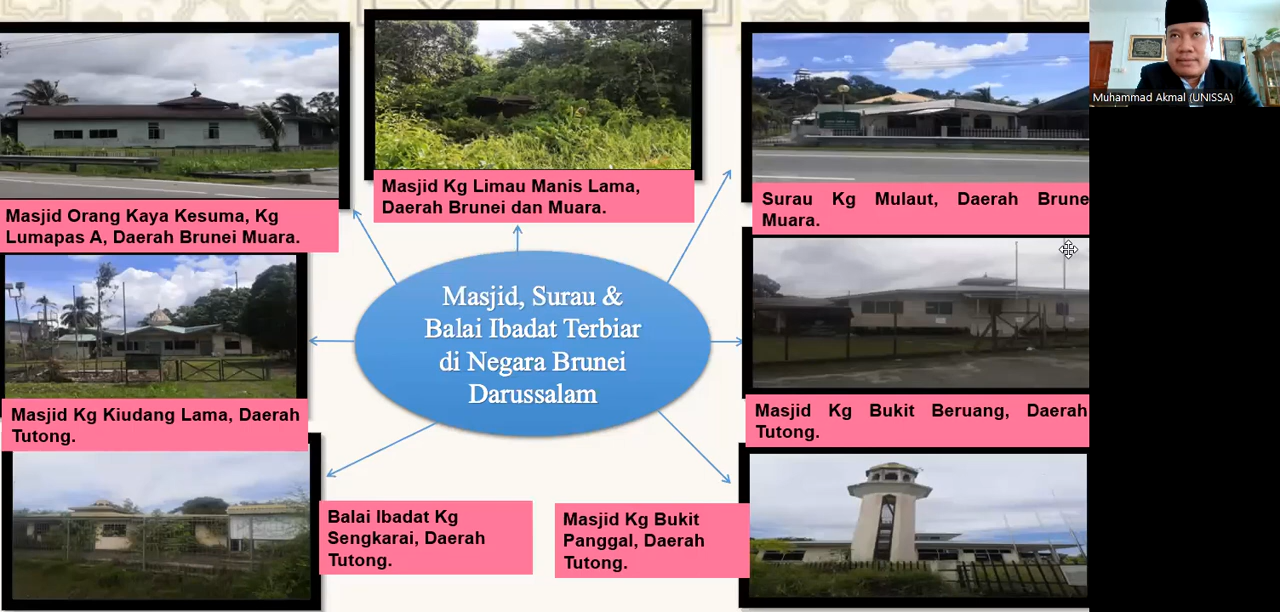 Masjid Orang Kaya Kesuma, Kg
Lumapas A, Daerah Brunei Muara.
Masjid Kg Limau Manis Lama,
Daerah Brunei dan Muara.
Surau Kg Mulaut, Daerah Brune
Muara.
Muhammad Akmal (UNISSA)
Masjid, Surau &
Balai Ibadat Terbiar
di Negara Brunei
Darussalam
Masjid Kg Kiudang Lama, Daerah
Tutong.
Masjid Kg Bukit Beruang, Daerah
Tutong.
Balai Ibadat Kg
Sengkarai, Daerah
Tutong.
Masjid Kg Bukit
Panggal, Daerah
Tutong.